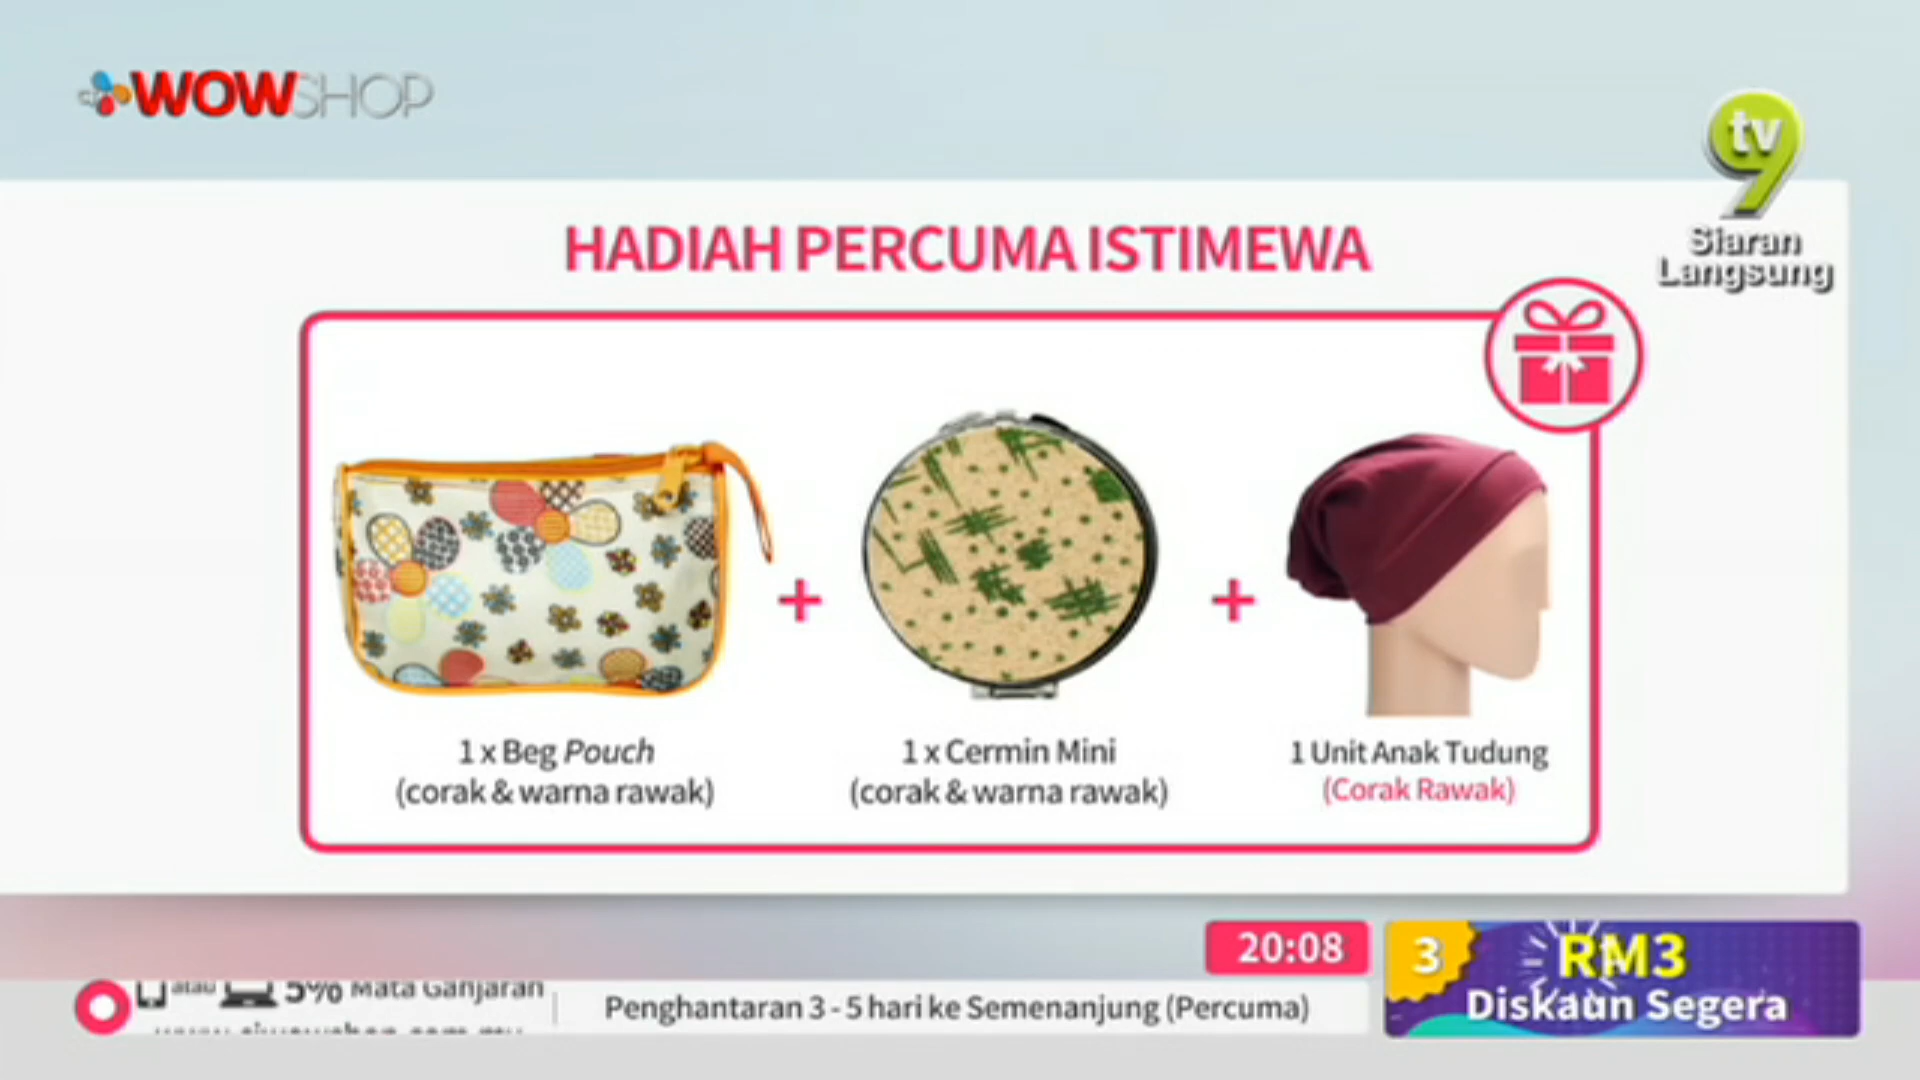 WOWSHOP
tv9
Siaran
Langsung
HADIAH PERCUMA ISTIMEWA
1 x Beg Pouch
(corak & warna rawak)
1 x Cermin Mini
(corak & warna rawak)
1 Unit Anak Tudung
(Corak Rawak)
20:08
3
RM3
Diskaun Segera
atau 5% Mata Ganjaran
Penghantaran 3 - 5 hari ke Semenanjung (Percuma)